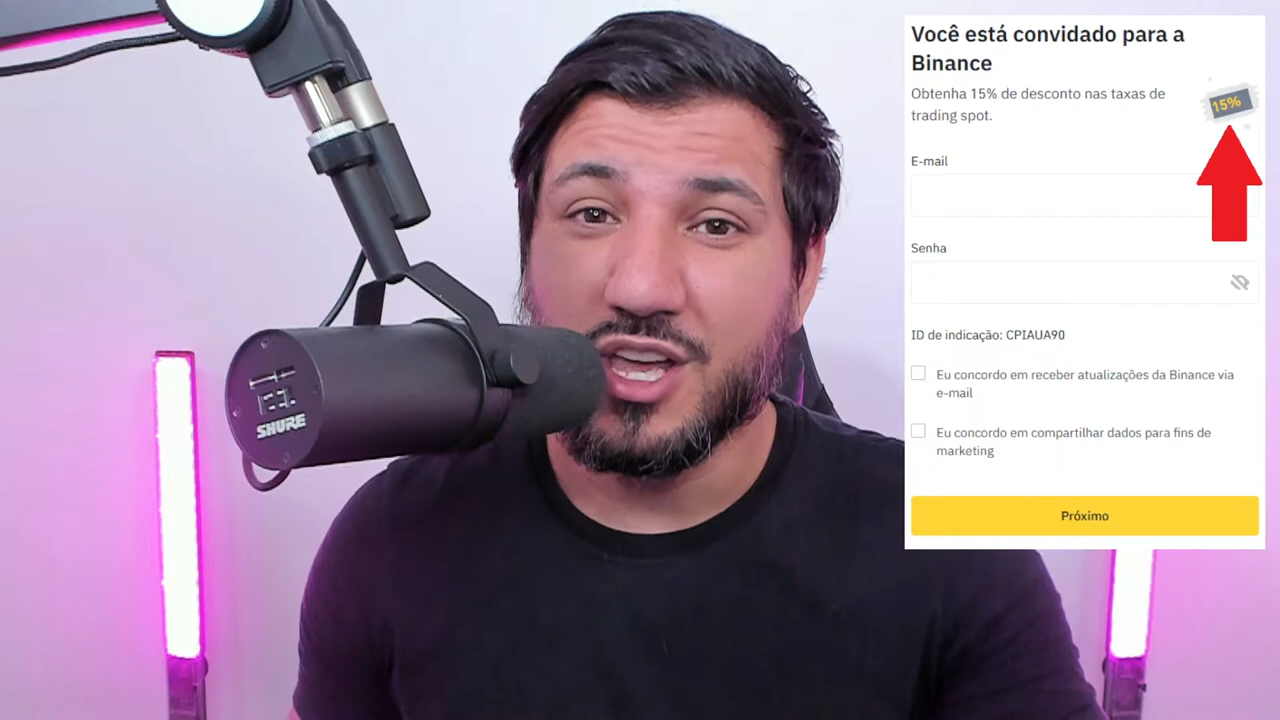 Você está convidado para a
Binance
Obtenha 15% de desconto nas taxas de
trading spot.
15%
E-mail
Senha
ID de indicação: CPIAUA90
Eu concordo em receber atualizações da Binance via
e-mail
Eu concordo em compartilhar dados para fins de
marketing
Próximo
SHURE